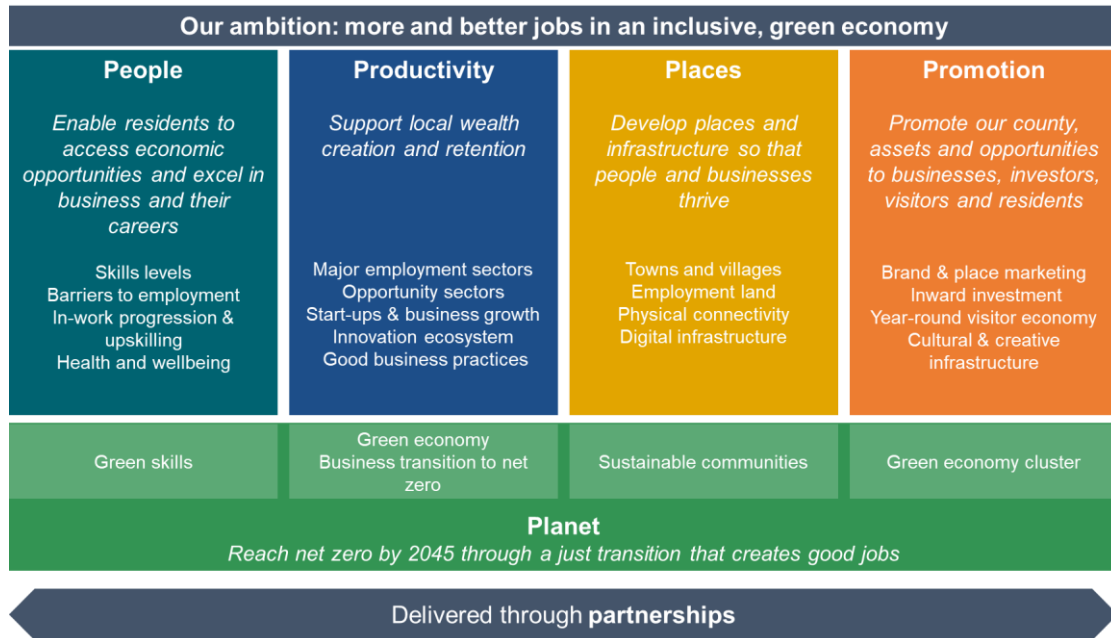 Our ambition: more and better jobs in an inclusive, green economy
People
Enable residents to
access economic
opportunities and excel in
business and their
careers
Skills levels
Barriers to employment
In-work progression &
upskilling
Health and wellbeing
Productivity
Support local wealth
creation and retention
Major employment sectors
Opportunity sectors
Start-ups & business growth
Innovation ecosystem
Good business practices
Places
Develop places and
infrastructure so that
people and businesses
thrive
Towns and villages
Employment land
Physical connectivity
Digital infrastructure
Promotion
Promote our county,
assets and opportunities
to businesses, investors,
visitors and residents
Brand & place marketing
Inward investment
Year-round visitor economy
Cultural & creative
infrastructure
Green skills
Green economy
Business transition to net
zero
Sustainable communities
Green economy cluster
Planet
Reach net zero by 2045 through a just transition that creates good jobs
Delivered through partnerships